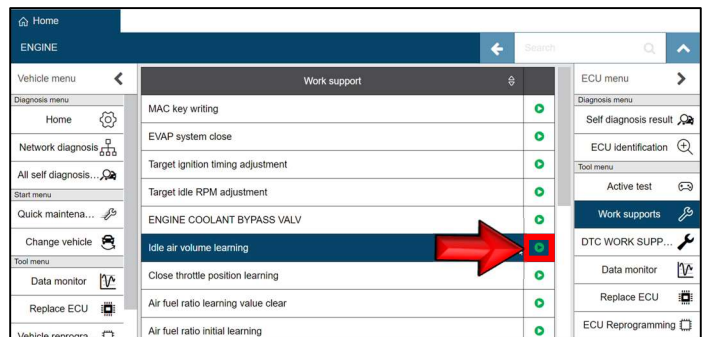 Home
ENGINE
Search
Vehicle menu
Diagnosis menu
Home
Network diagnosis
All self diagnosis...
Start menu
Quick maintena...
Change vehicle
Tool menu
Data monitor
Replace ECU
Vehicle reprogra...
Work support
MAC key writing
EVAP system close
Target ignition timing adjustment
Target idle RPM adjustment
ENGINE COOLANT BYPASS VALV
Idle air volume learning
Close throttle position learning
Air fuel ratio learning value clear
Air fuel ratio initial learning
ECU menu
Diagnosis menu
Self diagnosis result
ECU identification
Tool menu
Active test
Work supports
DTC WORK SUPP...
Data monitor
Replace ECU
ECU Reprogramming